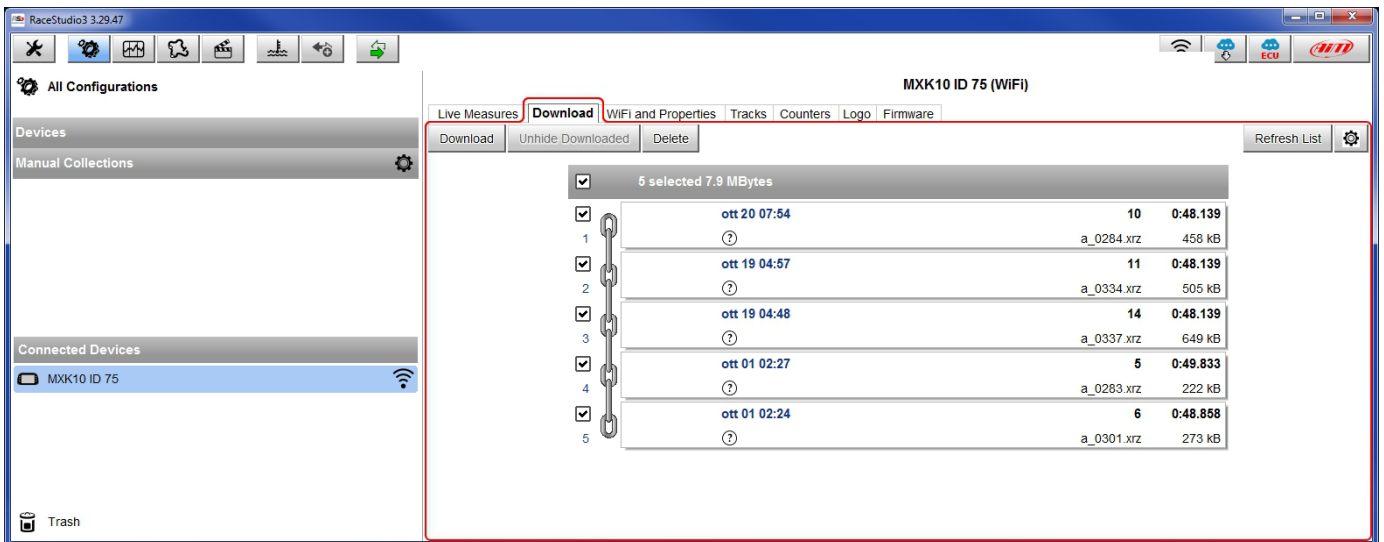 RaceStudio3 3.29.47
ECU
AiM
All Configurations
MXK10 ID 75 (WiFi)
Live Measures Download WiFi and Properties Tracks Counters Logo Firmware
Devices
Download Unhide Downloaded Delete Refresh List
Manual Collections
5 selected 7.9 MBytes
ott 20 07:54 10 0:48.139
1 ? a_0284.xrz 458 kB
ott 19 04:57 11 0:48.139
2 ? a_0334.xrz 505 kB
ott 19 04:48 14 0:48.139
3 ? a_0337.xrz 649 kB
Connected Devices
ott 01 02:27 5 0:49.833
MXK10 ID 75
4 ? a_0283.xrz 222 kB
ott 01 02:24 6 0:48.858
5 ? a_0301.xrz 273 kB
Trash